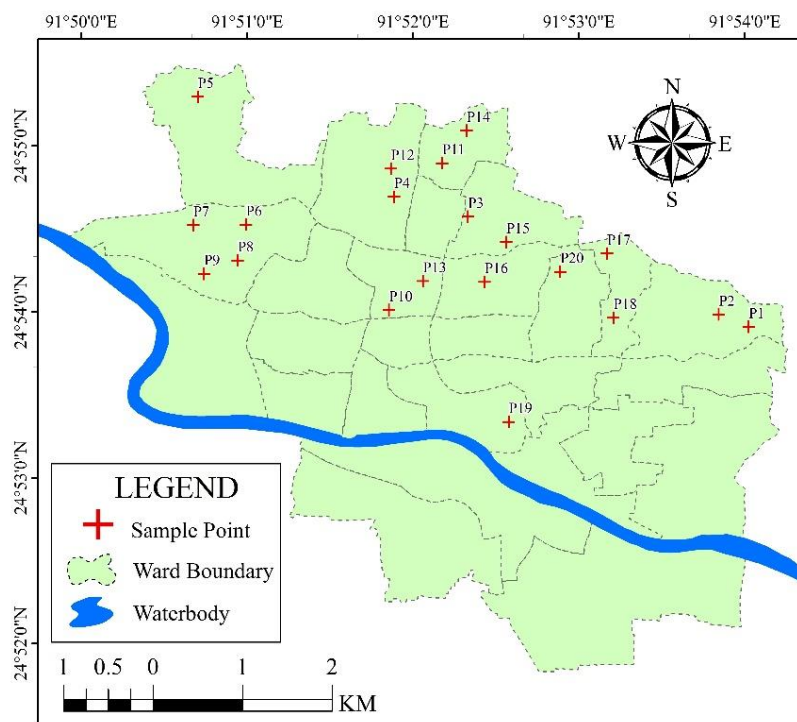 91°50'0"E 91°51'0"E 91°52'0"E 91°53'0"E 91°54'0"E
24°55'0"N
24°54'0"N
24°53'0"N
24°52'0"N
N
W E
S
P5
P14
P12
P11
P4
P3
P7
P6
P15
P17
P8
P9
P13
P16
P20
P10
P18
P2
P1
P19
LEGEND
Sample Point
Ward Boundary
Waterbody
1 0.5 0 1 2
KM